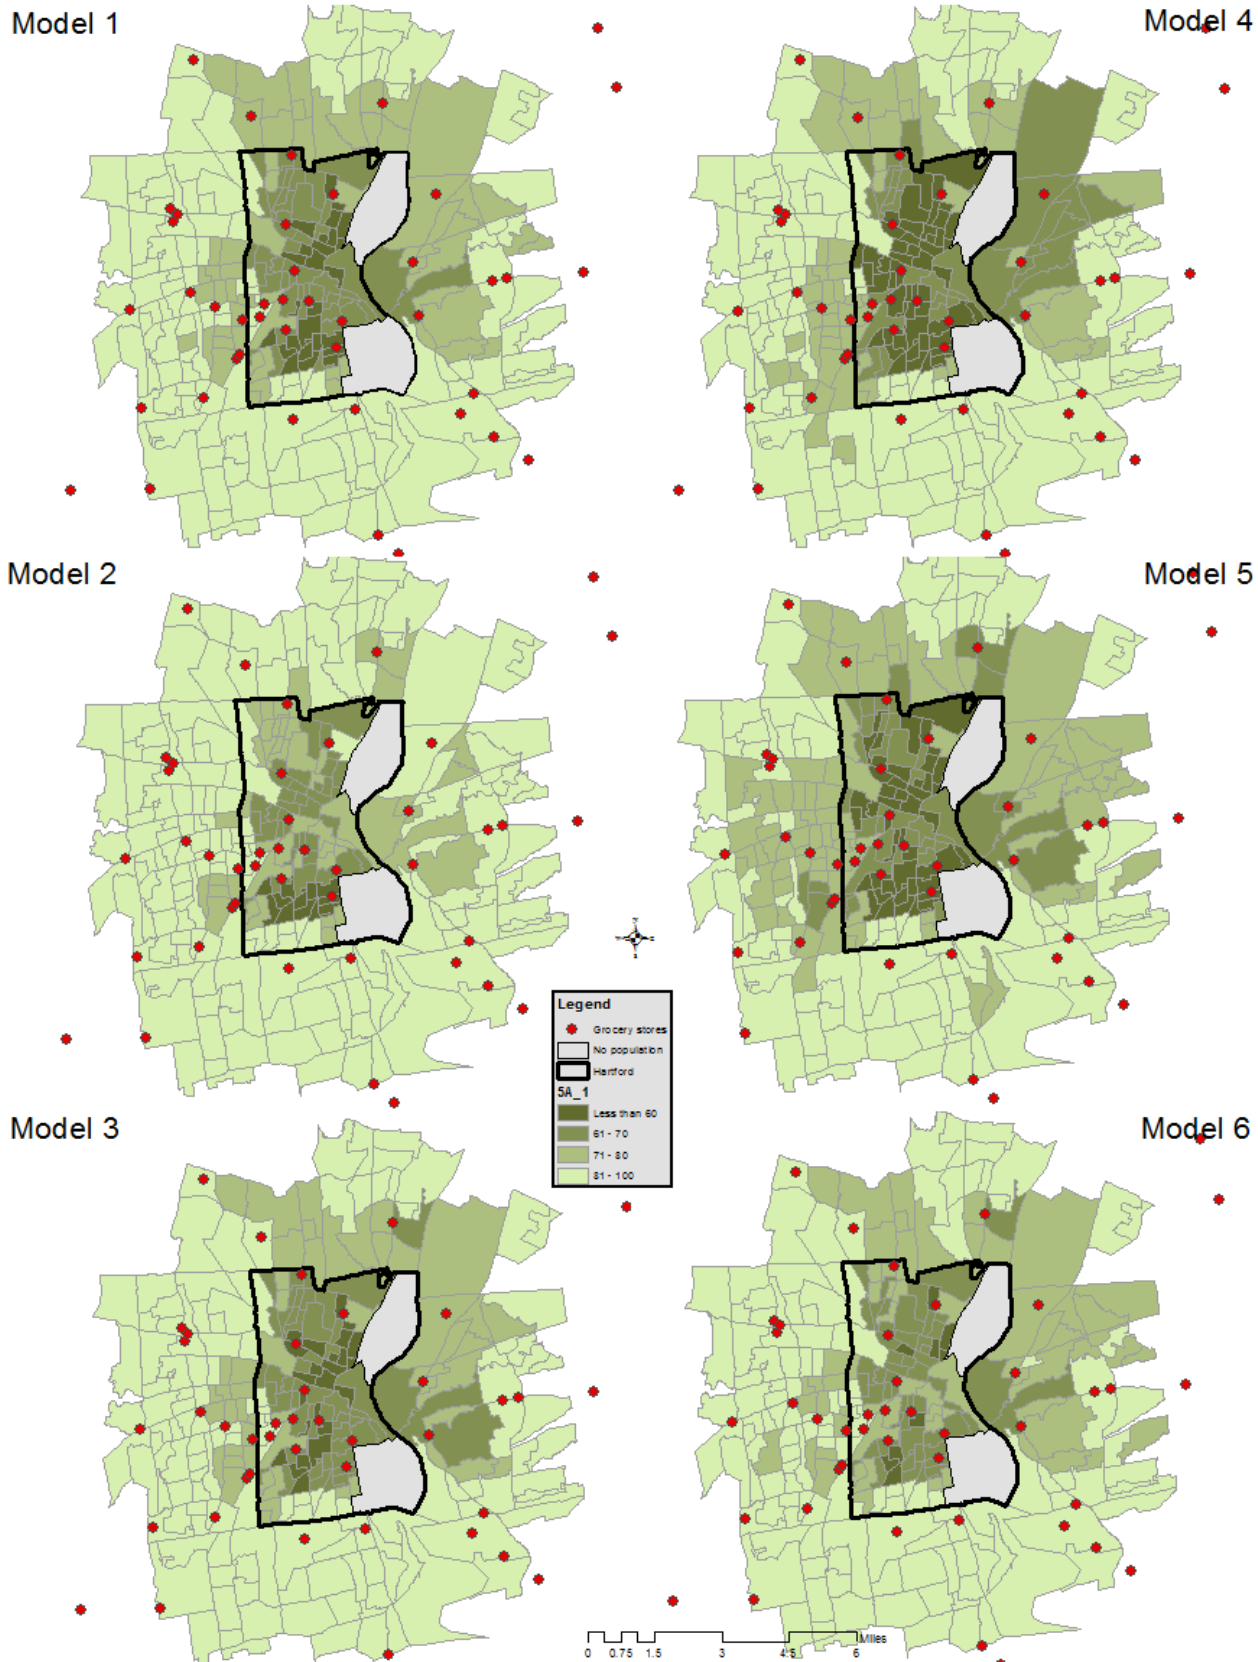 Model 1
Model 4
Model 2
Model 5
Legend
Grocery stores
No population
Hartford
5A_1
Less than 60
61 - 70
71 - 80
81 - 100
Model 3
Model 6
Miles
0 0.75 1.5 3 4.5 6